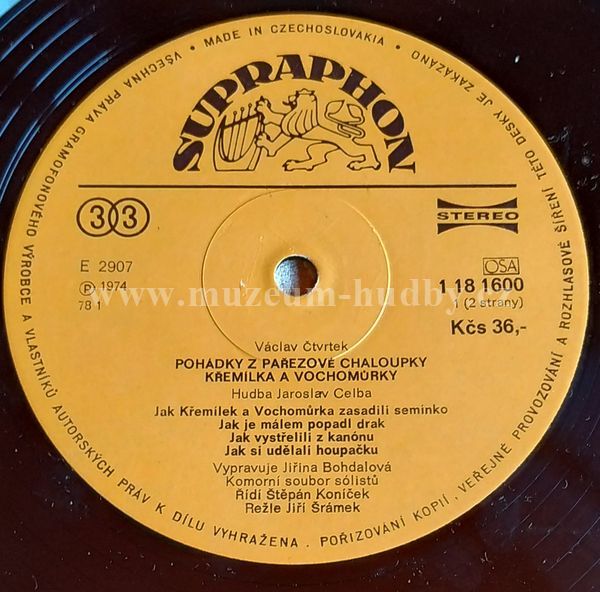 VŠECHNA PRÁVA GRAMOFONOVÉHO VÝROBCE A VLASTNÍKŮ AUTORSKÝCH PRÁV K DÍLU VYHRAŽENA . POŘIZOVÁNÍ KOPIÍ, VEŘEJNÉ PROVOZOVÁNÍ A ROZHLASOVÉ ŠÍŘENÍ TÉTO DESKY JE ZAKÁZÁNO
• MADE IN CZECHOSLOVAKIA •
SUPRAPHON
33
STEREO
E 2907
℗ 1974
78 1
OSA
1 18 1600
1 (2 strany)
Kčs 36,-
www.muzeum-hudby.cz
Václav Čtvrtek
POHÁDKY Z PAŘEZOVÉ CHALOUPKY
KŘEMÍLKA A VOCHOMŮRKY
Hudba Jaroslav Celba
Jak Křemílek a Vochomůrka zasadili semínko
Jak je málem popadl drak
Jak vystřelili z kanónu
Jak si udělali houpačku
Vypravuje Jiřina Bohdalová
Komorní soubor sólistů
Řídí Štěpán Koníček
Režie Jiří Šrámek